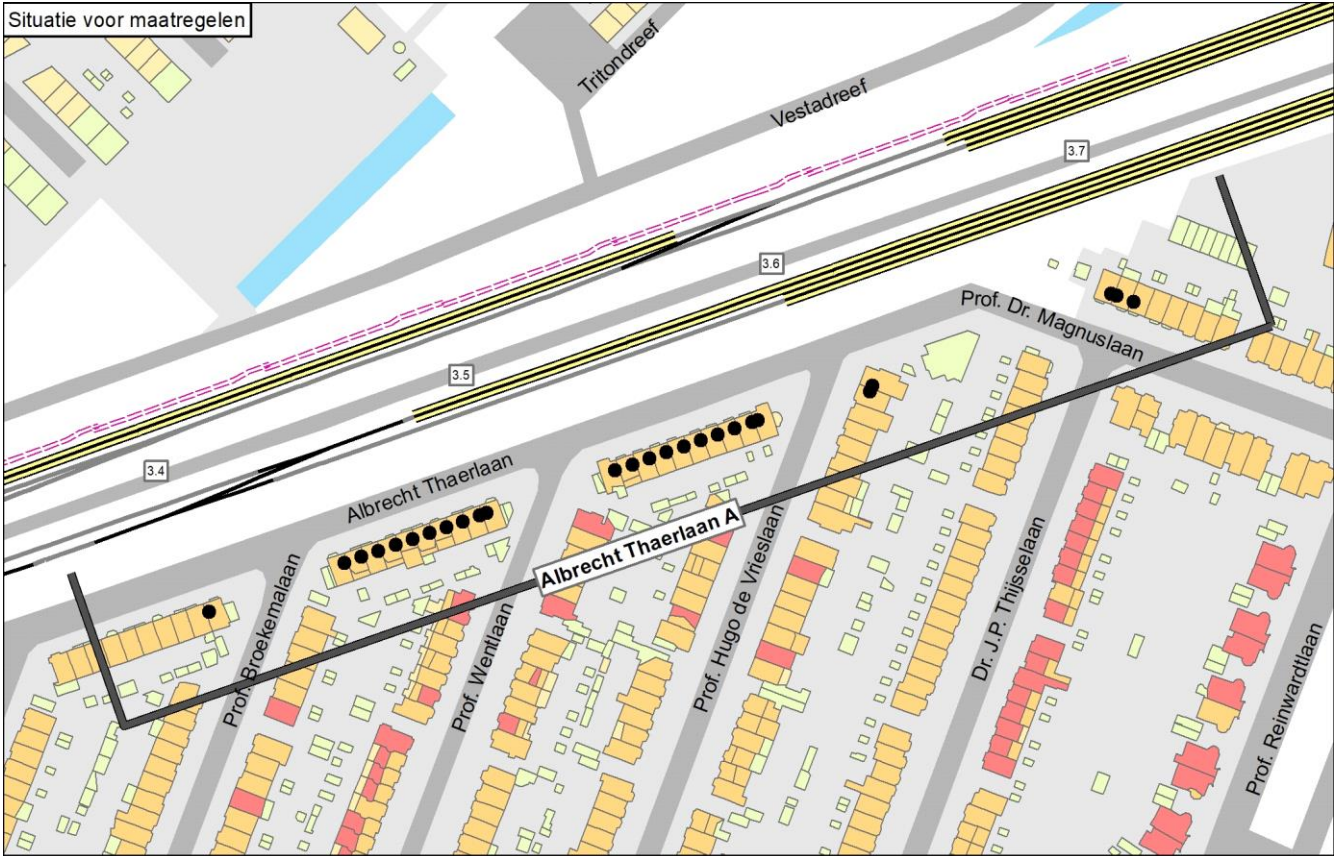 Situatie voor maatregelen
Tritondreef
Vestadreef
3.7
3.6
Prof. Dr. Magnuslaan
3.5
3.4
Albrecht Thaerlaan
Albrecht Thaerlaan A
Prof. Broekemalaan
Prof. Wentlaan
Prof. Hugo de Vrieslaan
Dr. J.P. Thijsselaan
Prof. Reinwardtlaan